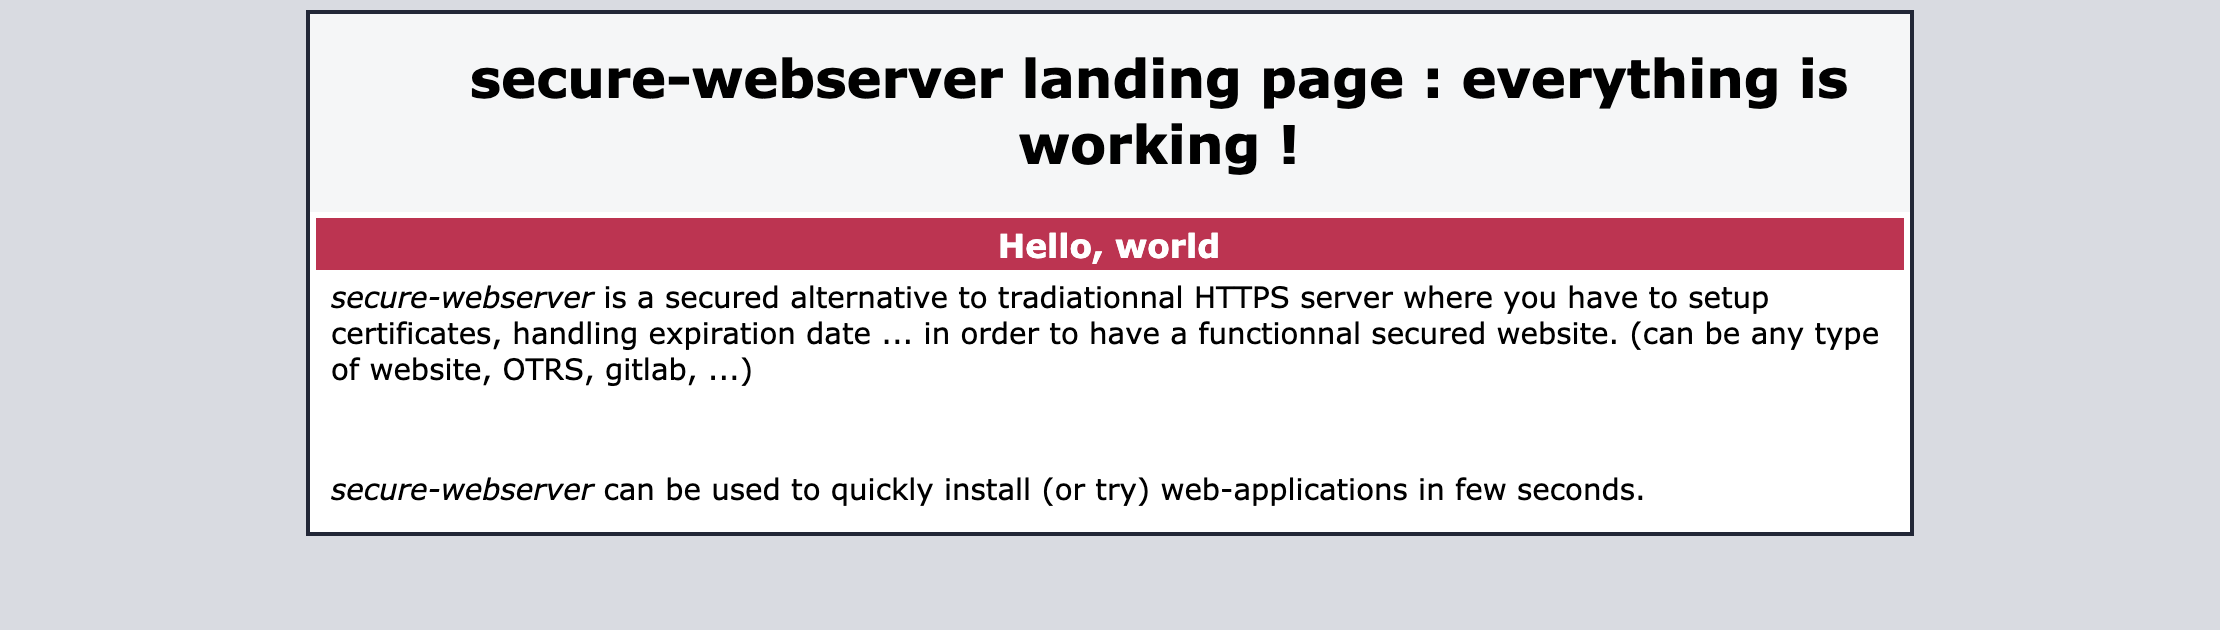 secure-webserver landing page : everything is
working !
Hello, world
secure-webserver is a secured alternative to tradiationnal HTTPS server where you have to setup
certificates, handling expiration date ... in order to have a functionnal secured website. (can be any type
of website, OTRS, gitlab, ...)
secure-webserver can be used to quickly install (or try) web-applications in few seconds.